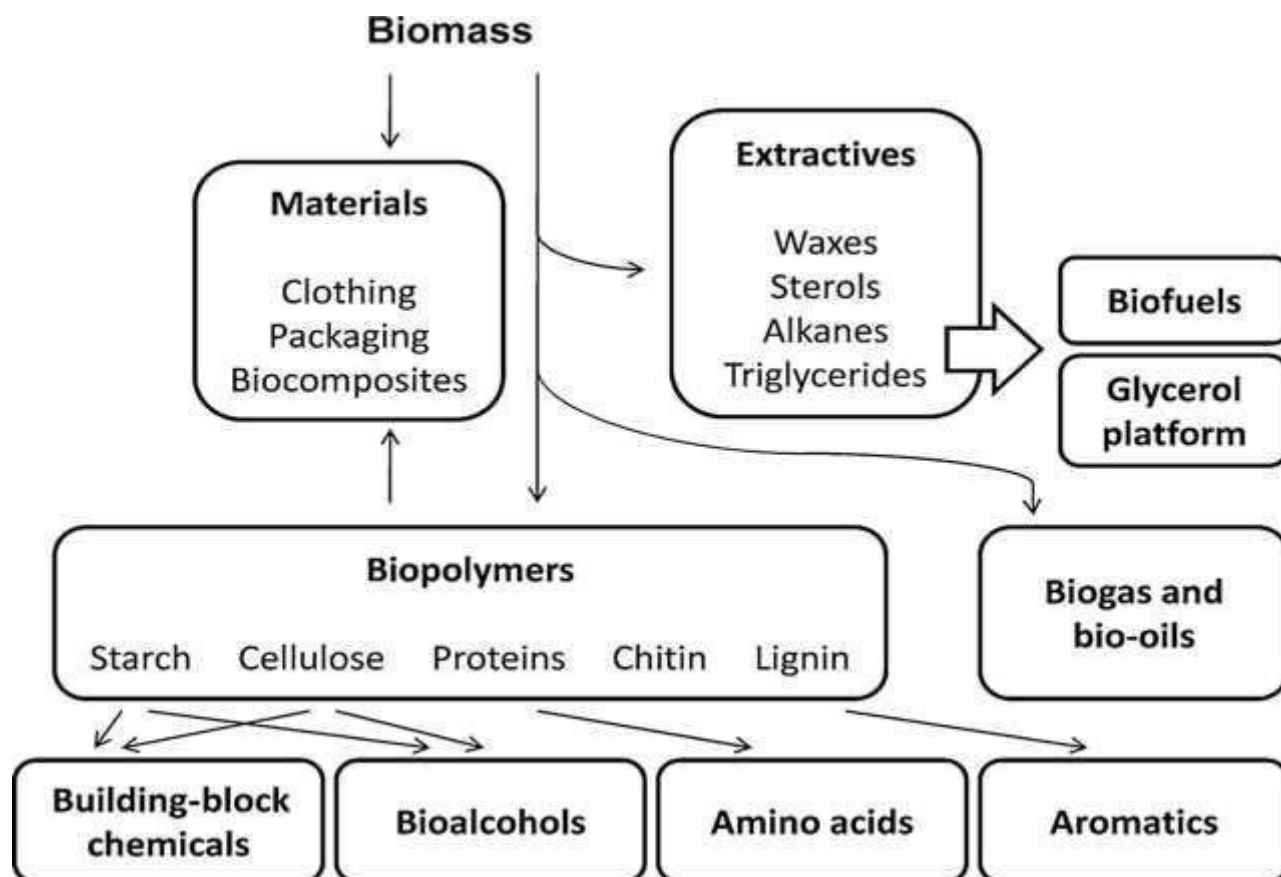 Biomass
Materials
Clothing
Packaging
Biocomposites
Extractives
Waxes
Sterols
Alkanes
Triglycerides
Biofuels
Glycerol
platform
Biopolymers
Starch Cellulose Proteins Chitin Lignin
Biogas and
bio-oils
Building-block
chemicals
Bioalcohols
Amino acids
Aromatics